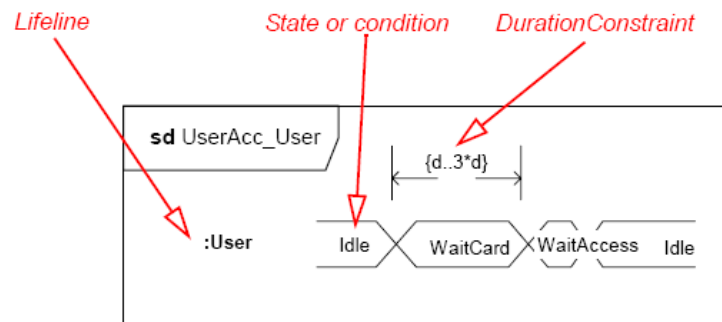 Lifeline
State or condition
DurationConstraint
sd UserAcc_User
{d..3*d}
:User
Idle
WaitCard
WaitAccess
Idle